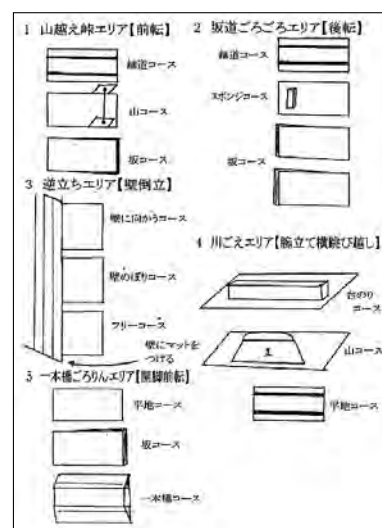 1 山越え峠エリア【前転】
細道コース
山コース
坂コース
2 坂道ごろごろエリア【後転】
細道コース
スポンジコース
坂コース
3 逆立ちエリア【壁倒立】
壁に向かうコース
壁のぼりコース
フリーコース
壁にマットを
つける
4 川ごえエリア【腕立て横跳び越し】
台のり
コース
山コース
平地コース
5 一本橋ごろりんエリア【開脚前転】
平地コース
坂コース
一本橋コース